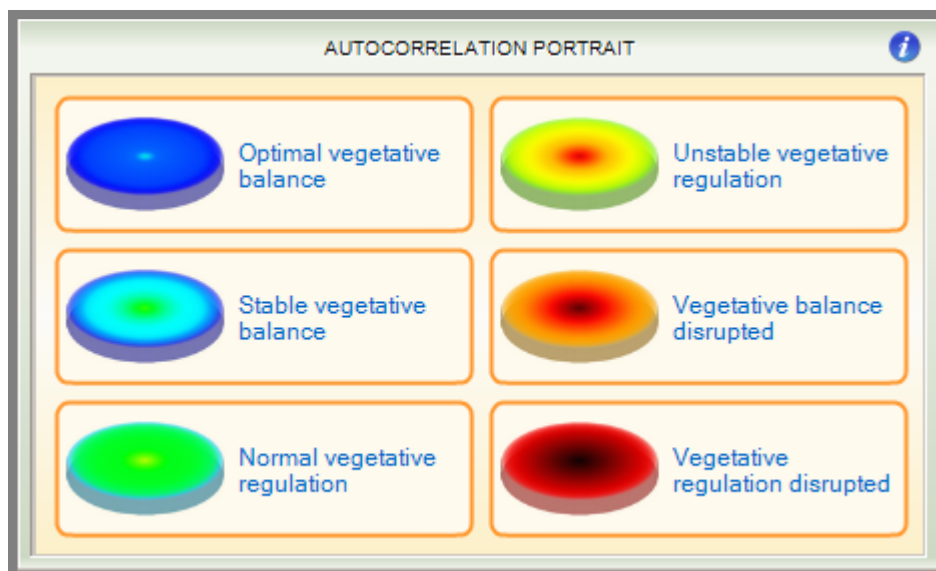 AUTOCORRELATION PORTRAIT
i
Optimal vegetative
balance
Unstable vegetative
regulation
Stable vegetative
balance
Vegetative balance
disrupted
Normal vegetative
regulation
Vegetative
regulation disrupted